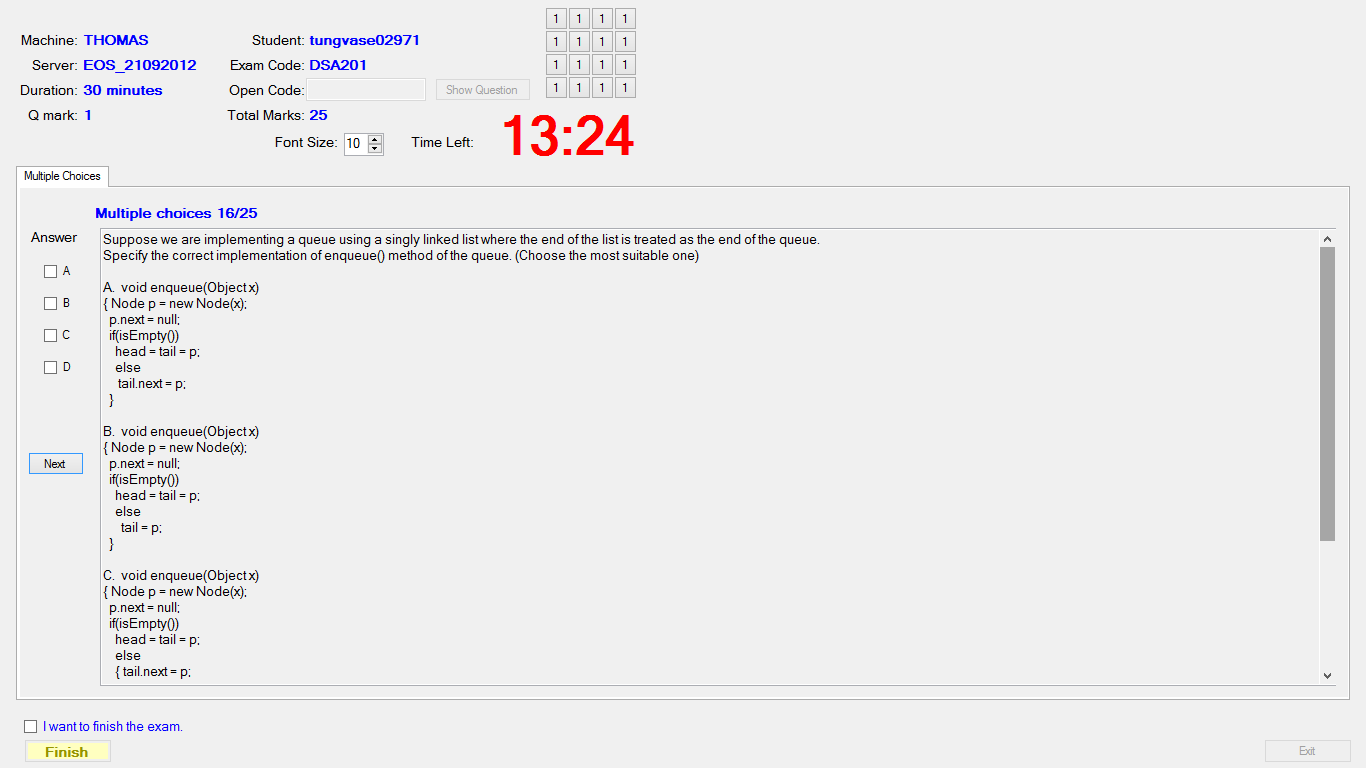 Machine: THOMAS
Student: tungvase02971
Server: EOS_21092012
Exam Code: DSA201
Duration: 30 minutes
Open Code:
Show Question
Q mark: 1
Total Marks: 25
1 1 1 1
1 1 1 1
1 1 1 1
1 1 1 1
Font Size: 10
Time Left: 13:24
Multiple Choices
Multiple choices 16/25
Answer
A
B
C
D
Next
Suppose we are implementing a queue using a singly linked list where the end of the list is treated as the end of the queue.
Specify the correct implementation of enqueue() method of the queue. (Choose the most suitable one)
A. void enqueue(Object x)
{ Node p = new Node(x);
p.next = null;
if(isEmpty())
head = tail = p;
else
tail.next = p;
}
B. void enqueue(Object x)
{ Node p = new Node(x);
p.next = null;
if(isEmpty())
head = tail = p;
else
tail = p;
}
C. void enqueue(Object x)
{ Node p = new Node(x);
p.next = null;
if(isEmpty())
head = tail = p;
else
{ tail.next = p;
I want to finish the exam.
Finish
Exit